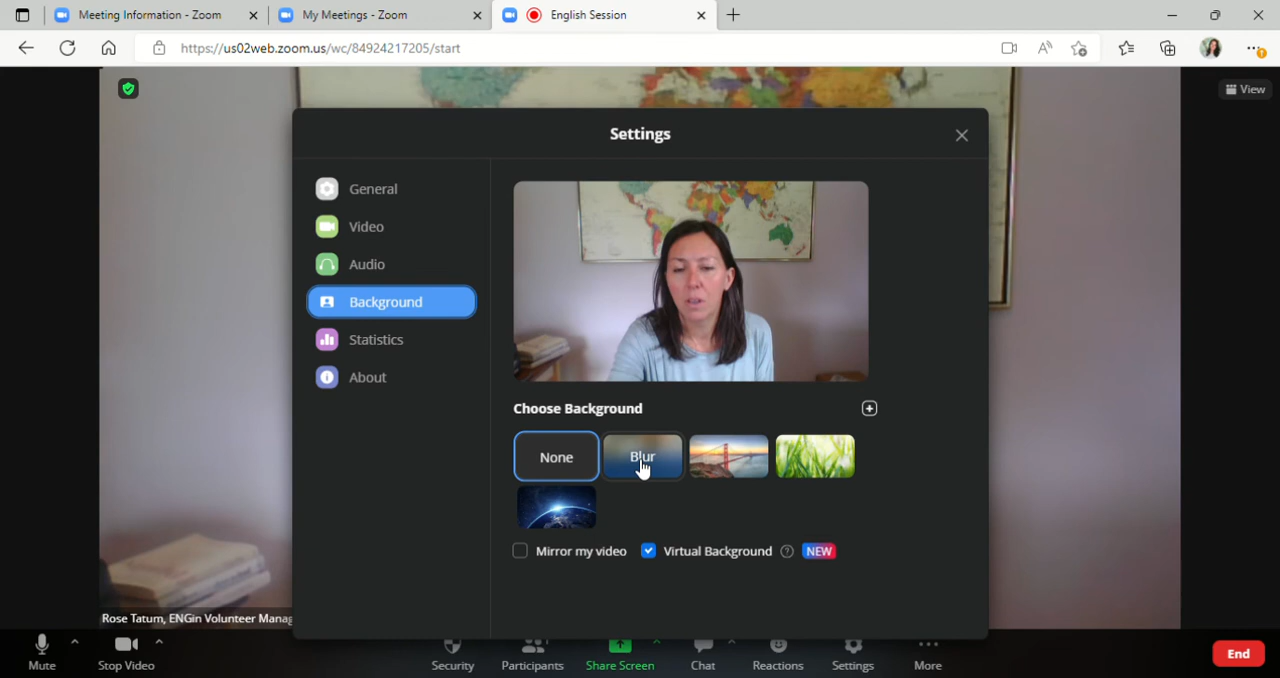 Meeting Information - Zoom
My Meetings - Zoom
English Session
https://us02web.zoom.us/wc/84924217205/start
View
Settings
General
Video
Audio
Background
Statistics
About
Choose Background
None
Blur
Mirror my video
Virtual Background
NEW
Rose Tatum, ENGin Volunteer Manag
Mute
Stop Video
Security
Participants
Share Screen
Chat
Reactions
Settings
More
End